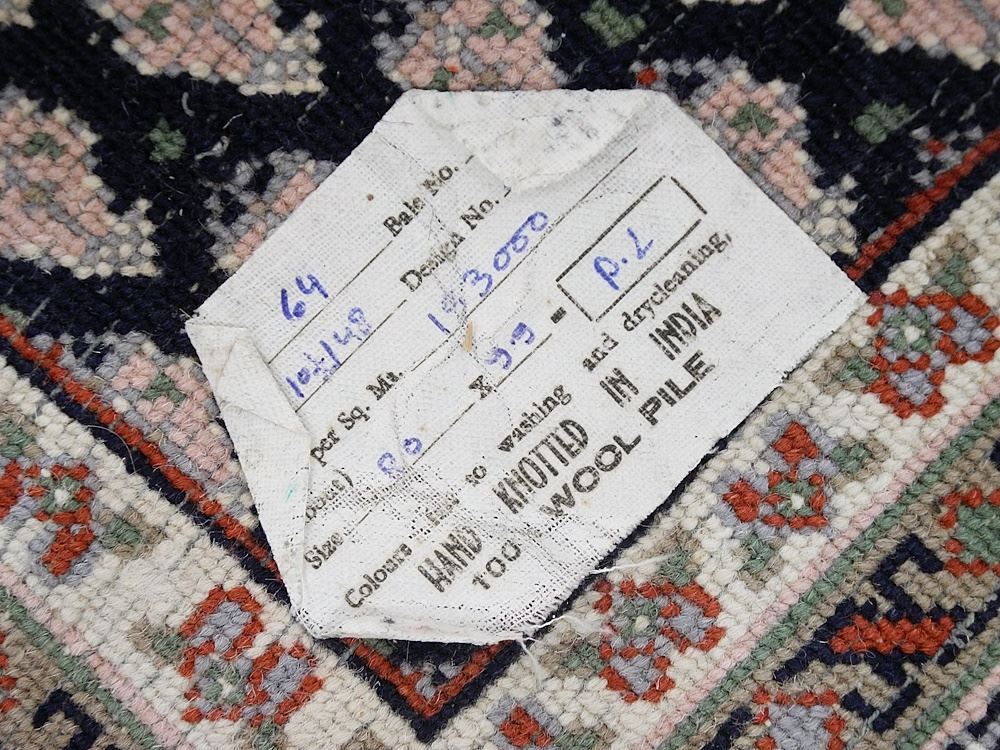 Bale No.
64 Design No.
per Sq. Mt.
Size 80 X 99 - P.L
Colours to washing and drycleaning,
HAND KNOTTED IN INDIA
100 WOOL PILE